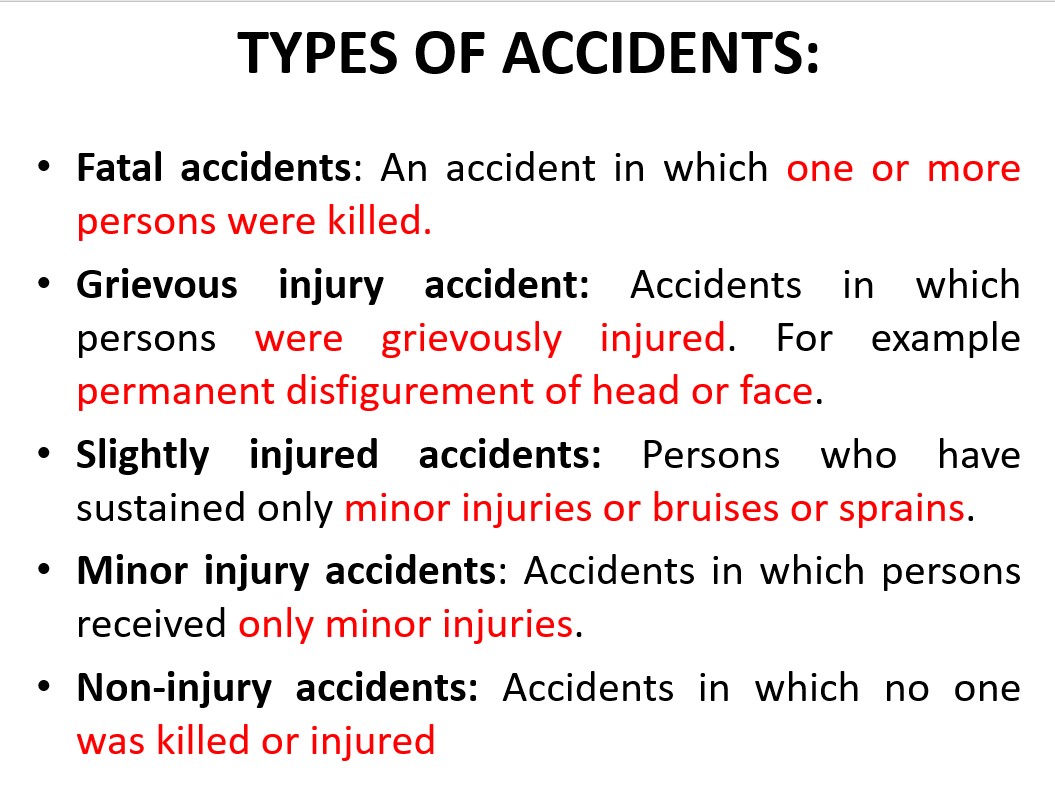 TYPES OF ACCIDENTS:
• Fatal accidents: An accident in which one or more
persons were killed.
• Grievous injury accident: Accidents in which
persons were grievously injured. For example
permanent disfigurement of head or face.
• Slightly injured accidents: Persons who have
sustained only minor injuries or bruises or sprains.
• Minor injury accidents: Accidents in which persons
received only minor injuries.
• Non-injury accidents: Accidents in which no one
was killed or injured